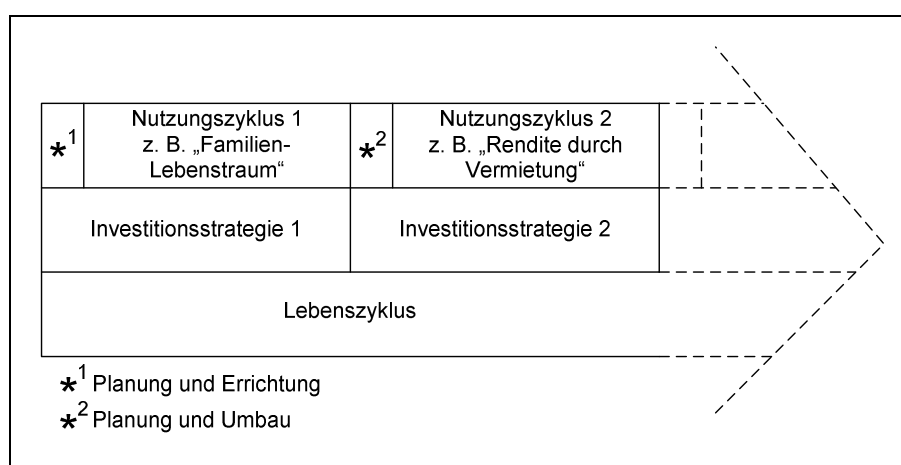 *1
Nutzungszyklus 1
z. B. „Familien-
Lebenstraum“
*2
Nutzungszyklus 2
z. B. „Rendite durch
Vermietung“
Investitionsstrategie 1
Investitionsstrategie 2
Lebenszyklus
*1 Planung und Errichtung
*2 Planung und Umbau